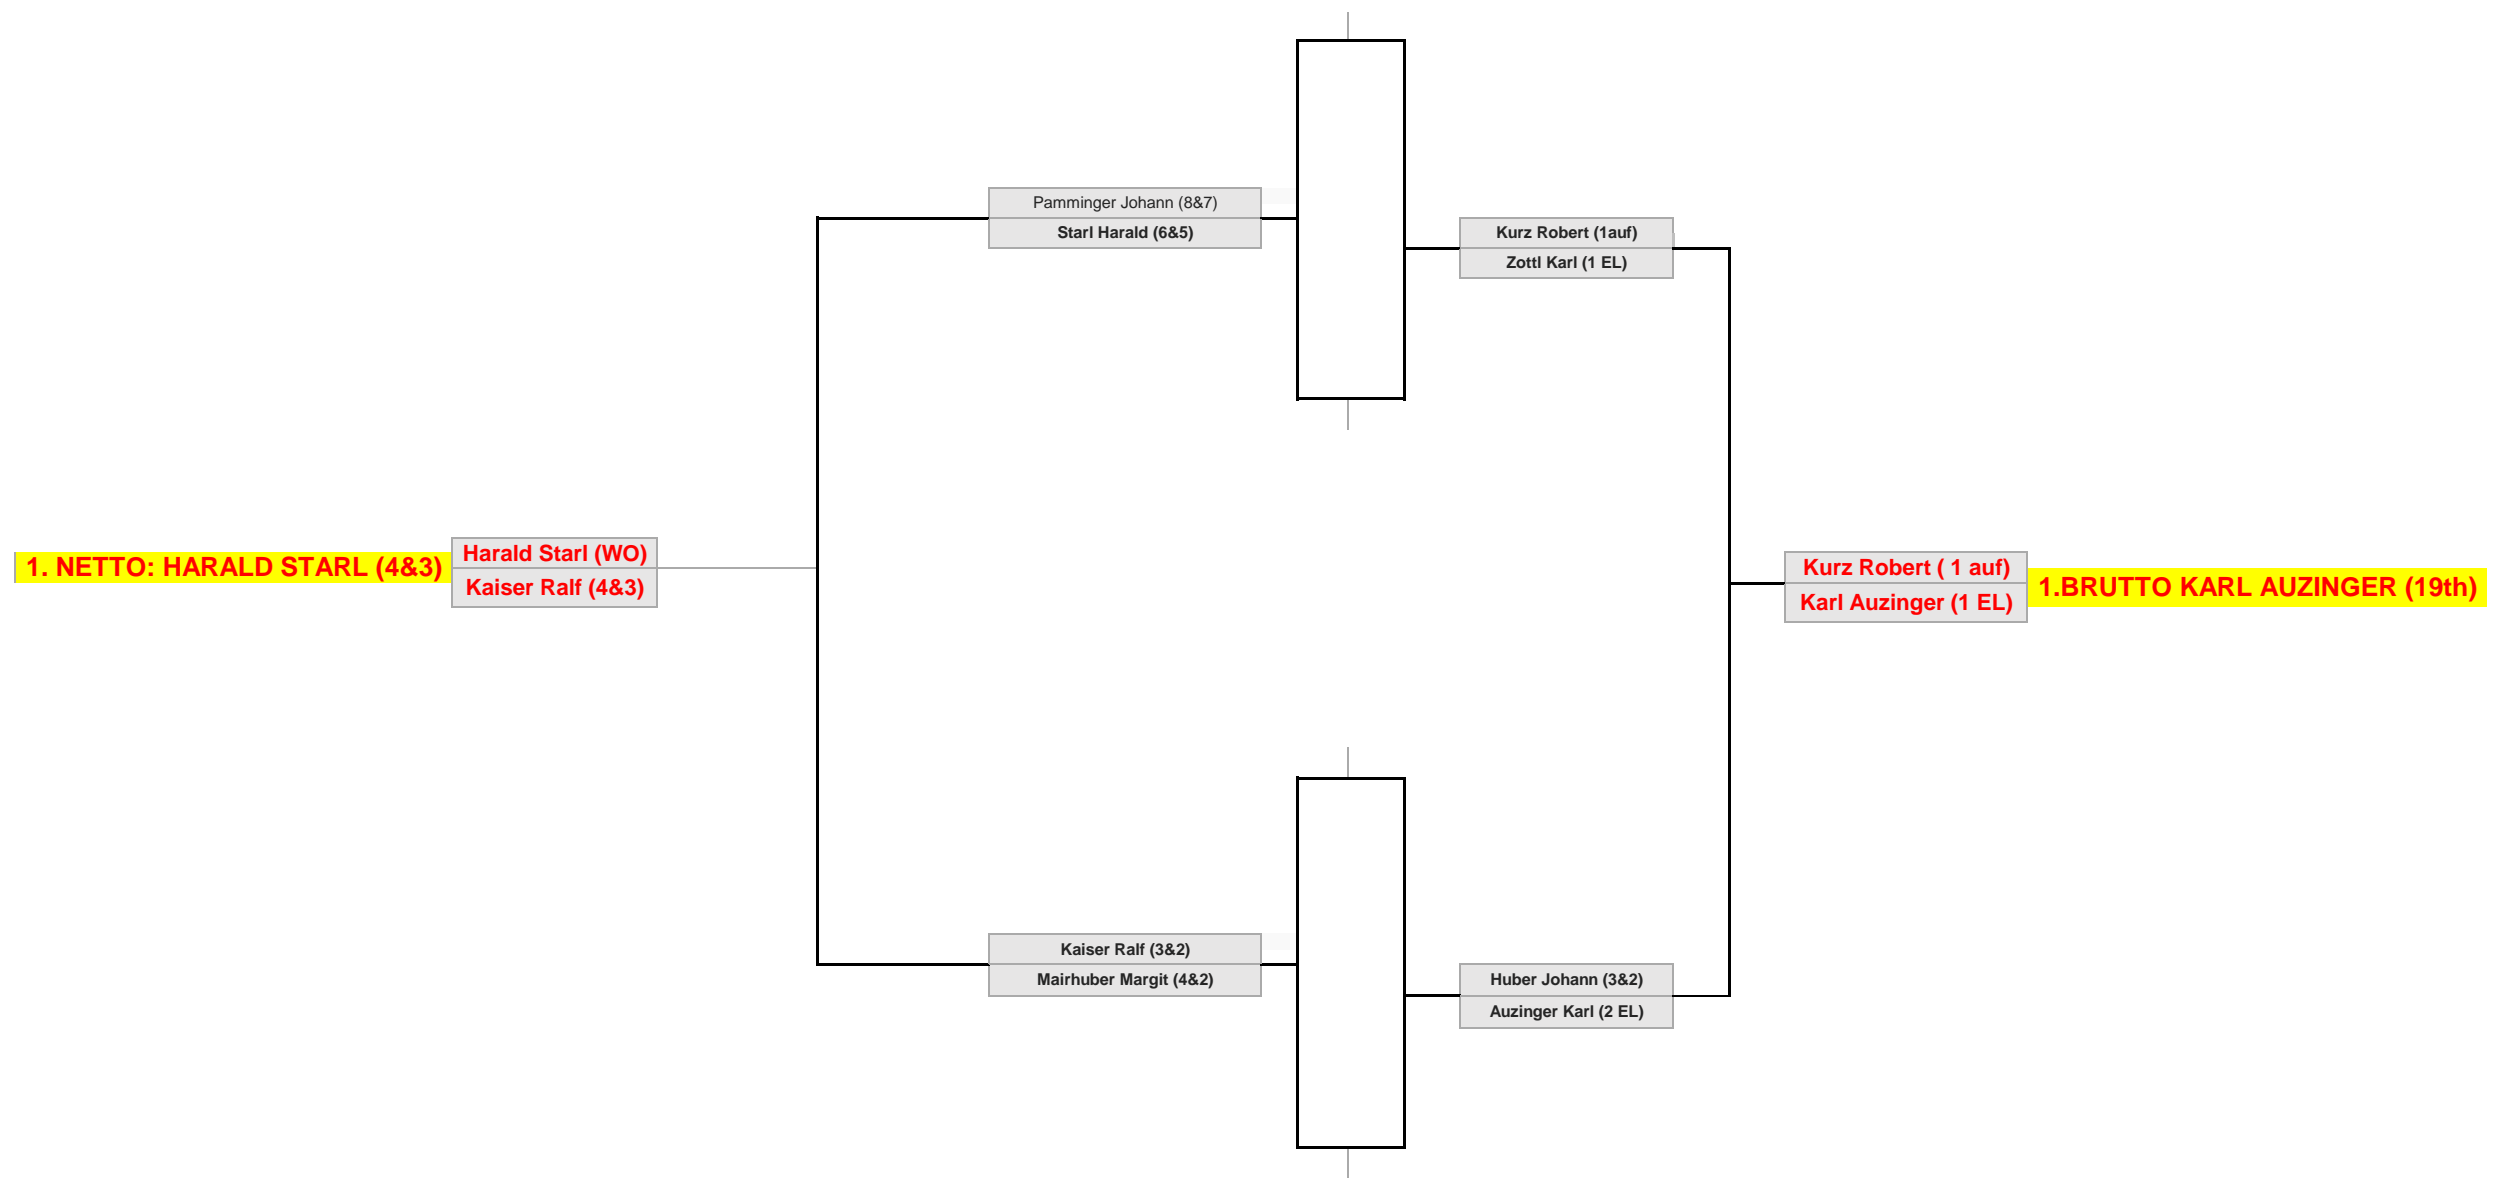 Pamminger Johann (8&7)
Starl Harald (6&5)
Kurz Robert (1auf)
Zottl Karl (1 EL)
1. NETTO: HARALD STARL (4&3)
Harald Starl (WO)
Kaiser Ralf (4&3)
Kurz Robert ( 1 auf)
Karl Auzinger (1 EL)
1.BRUTTO KARL AUZINGER (19th)
Kaiser Ralf (3&2)
Mairhuber Margit (4&2)
Huber Johann (3&2)
Auzinger Karl (2 EL)